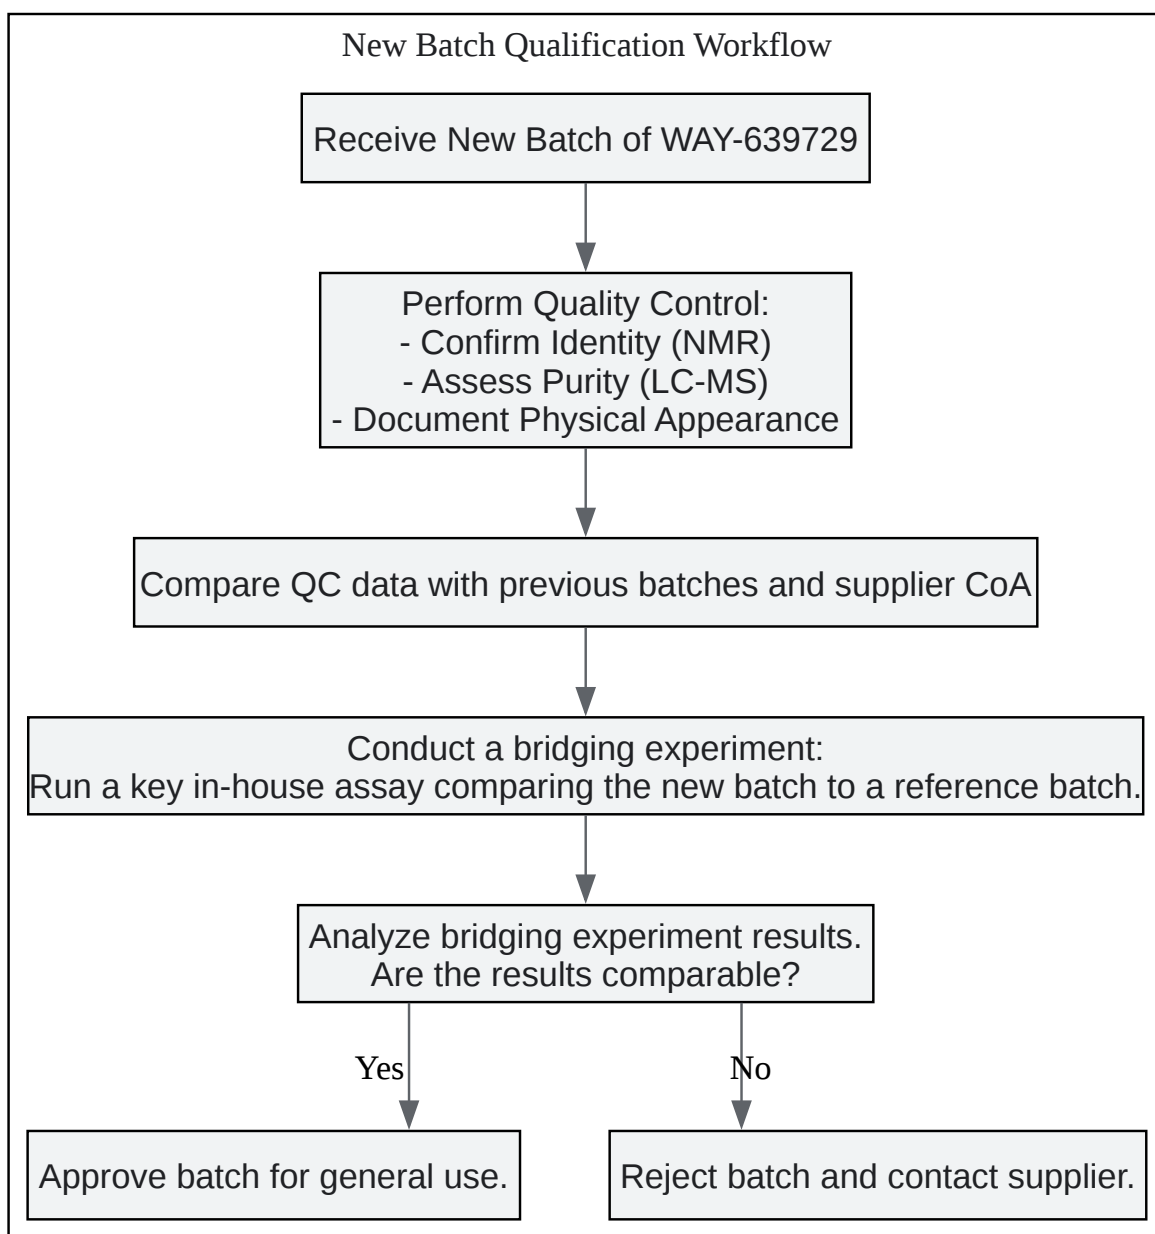 New Batch Qualification Workflow
Receive New Batch of WAY-639729
Perform Quality Control:
- Confirm Identity (NMR)
- Assess Purity (LC-MS)
- Document Physical Appearance
Compare QC data with previous batches and supplier CoA
Conduct a bridging experiment:
Run a key in-house assay comparing the new batch to a reference batch.
Analyze bridging experiment results.
Are the results comparable?
Yes
No
Approve batch for general use.
Reject batch and contact supplier.